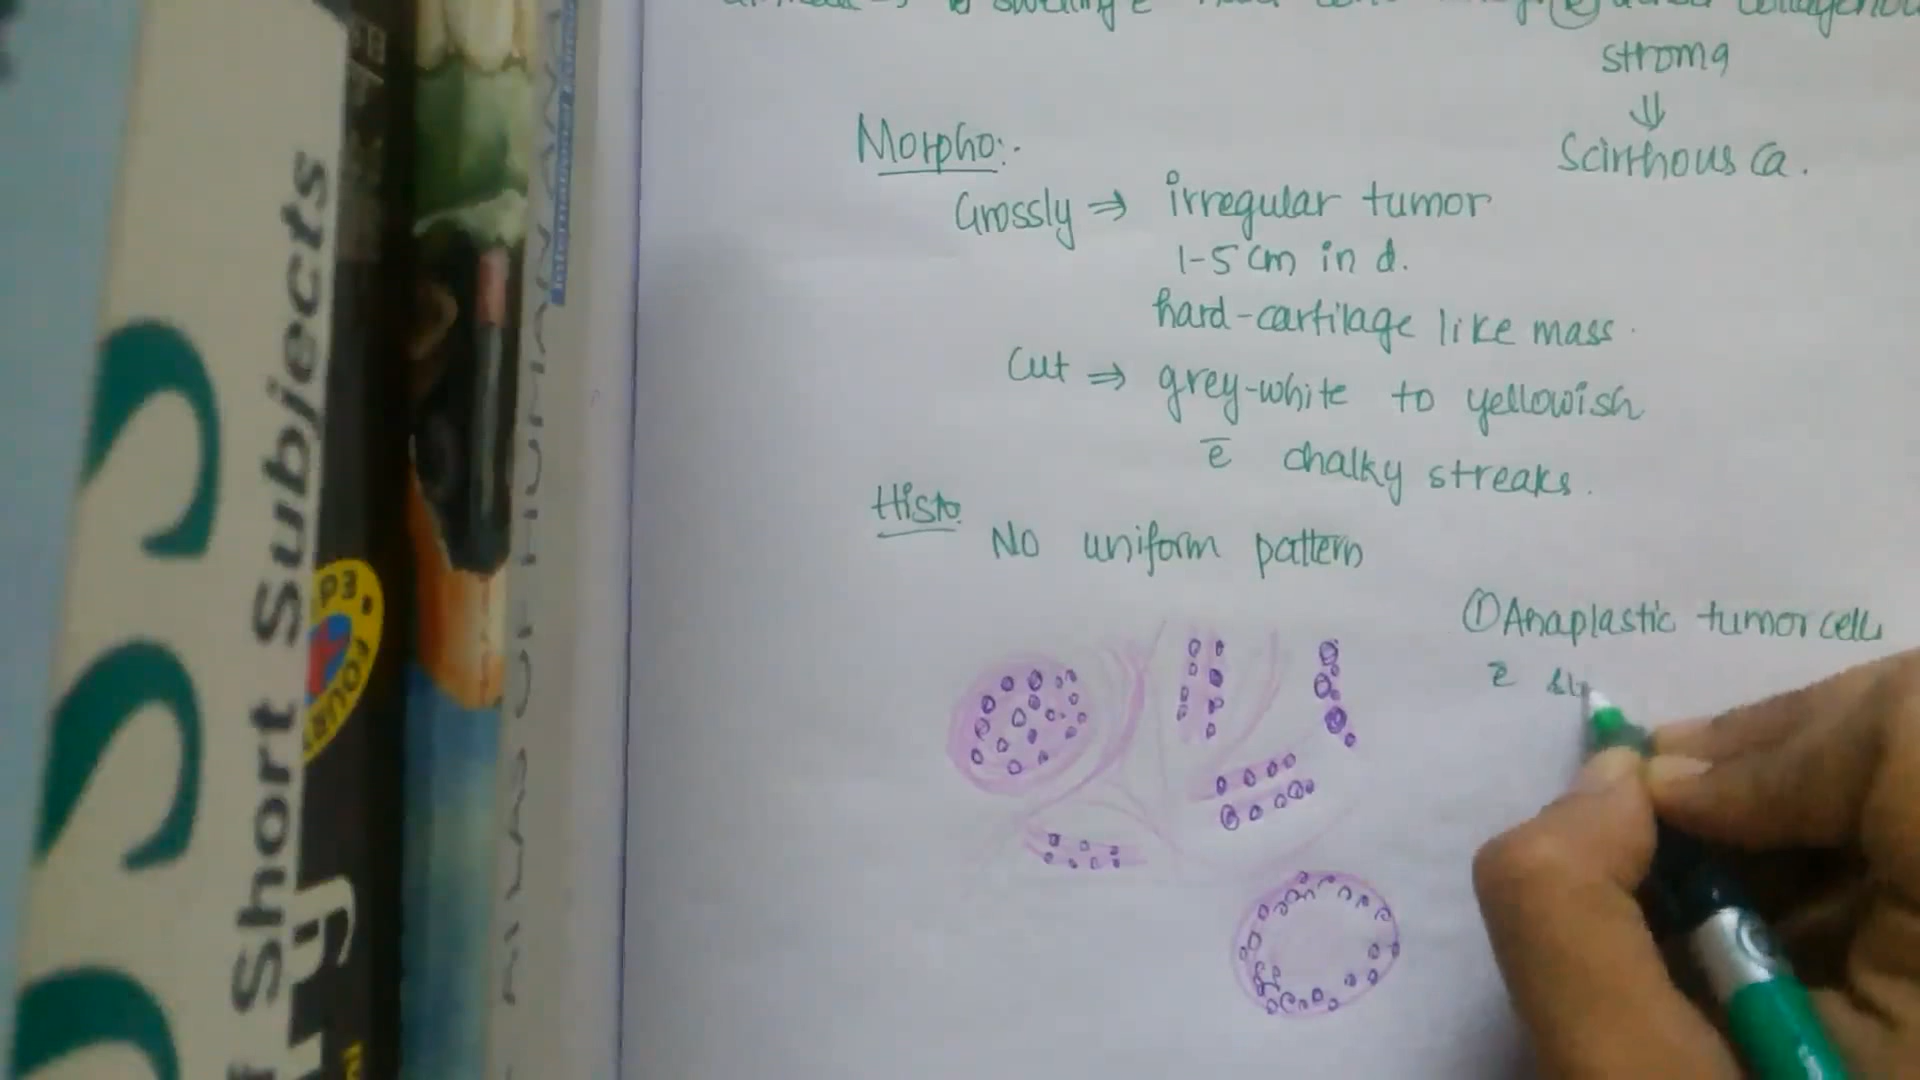 swelling c̄
stroma
⇓
Scirrhous Ca.
Morpho:-
Grossly ⇒ irregular tumor
1-5 cm in d.
hard-cartilage like mass.
Cut ⇒ grey-white to yellowish
c̄ chalky streaks.
Histo.
No uniform pattern
① Anaplastic tumor cells
c̄
Short Subjects